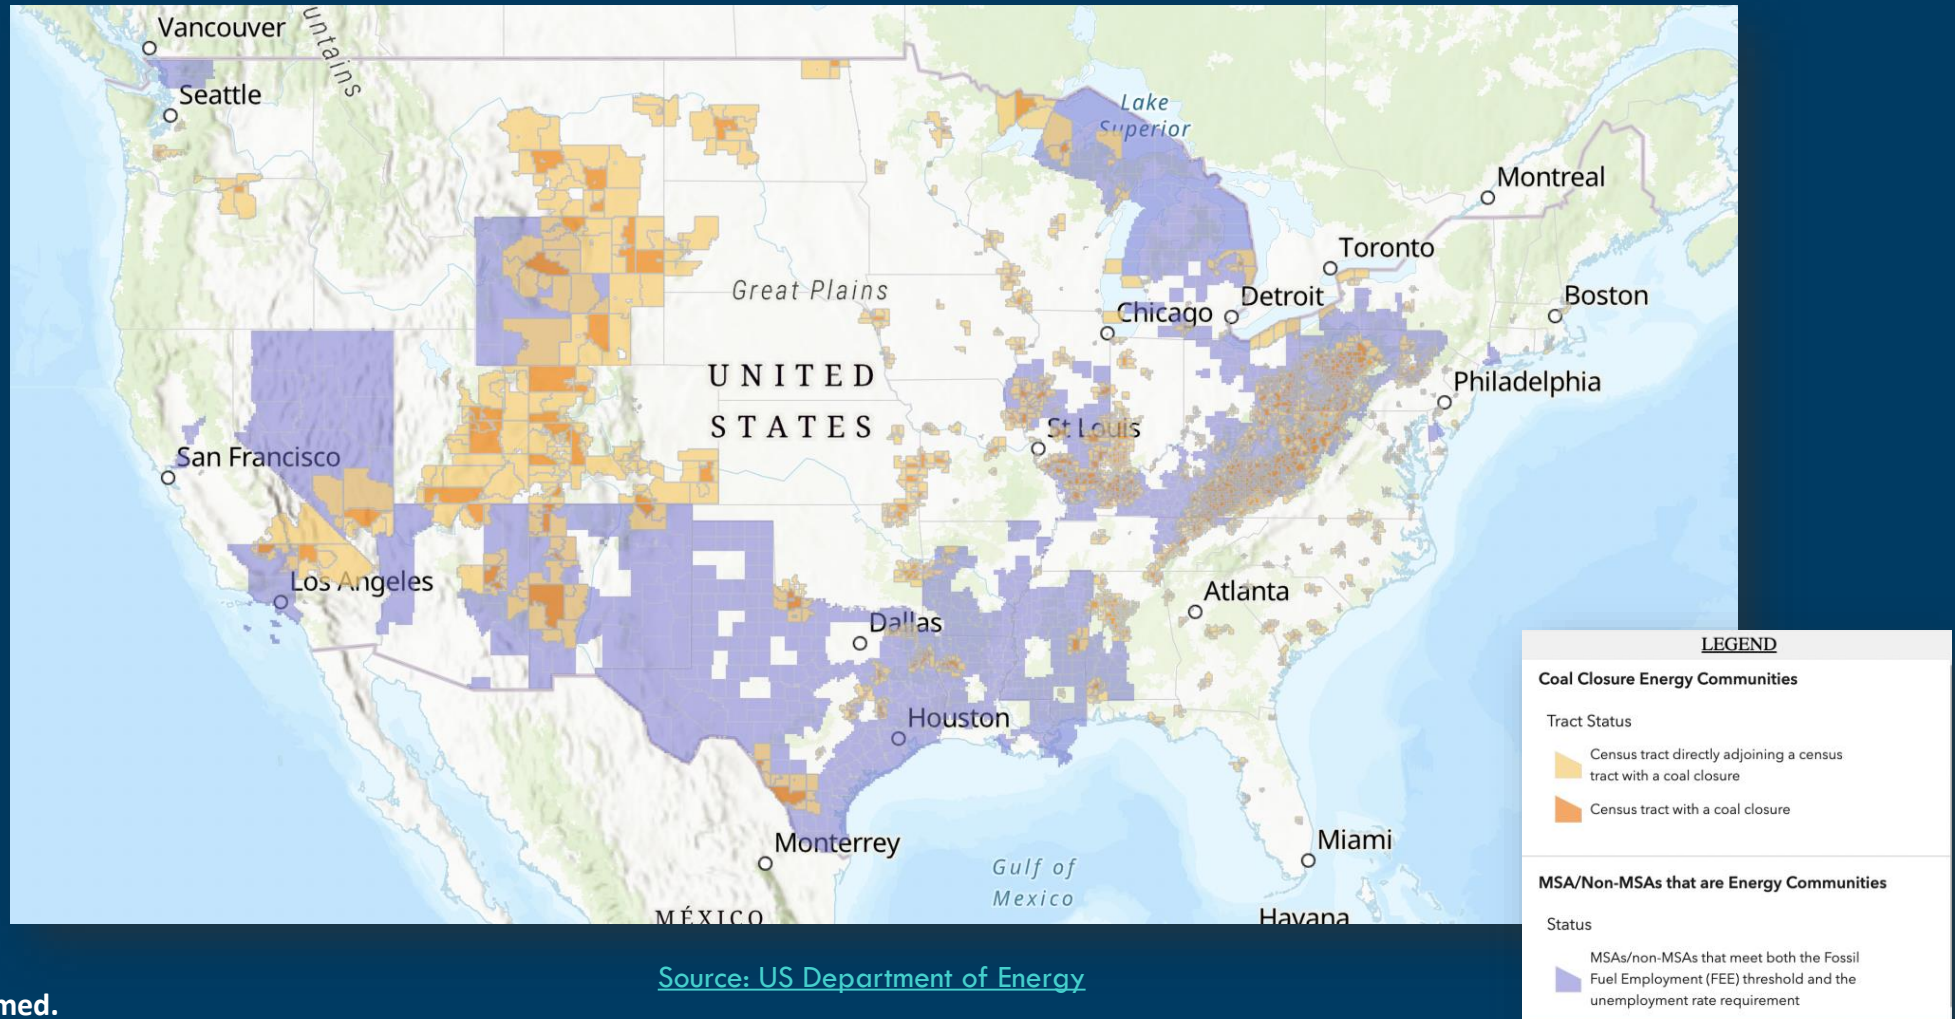 Vancouver
untains
Seattle
Lake
Superior
Montreal
Toronto
Great Plains
Detroit
Boston
Chicago
UNITED
STATES
Philadelphia
St Louis
San Francisco
Los Angeles
Atlanta
Dallas
Houston
Monterrey
Miami
Gulf of
Mexico
MÉXICO
Havana
LEGEND
Coal Closure Energy Communities
Tract Status
Census tract directly adjoining a census
tract with a coal closure
Census tract with a coal closure
MSA/Non-MSAs that are Energy Communities
Status
MSAs/non-MSAs that meet both the Fossil
Fuel Employment (FEE) threshold and the
unemployment rate requirement
Source: US Department of Energy
med.